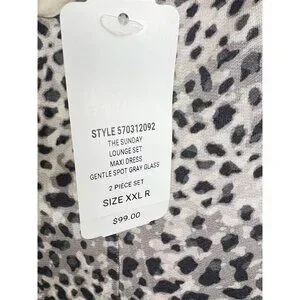 STYLE 570312092
THE SUNDAY
LOUNGE SET
MAXI DRESS
GENTLE SPOT GRAY GLASS
2 PIECE SET
SIZE XXL R
$99.00